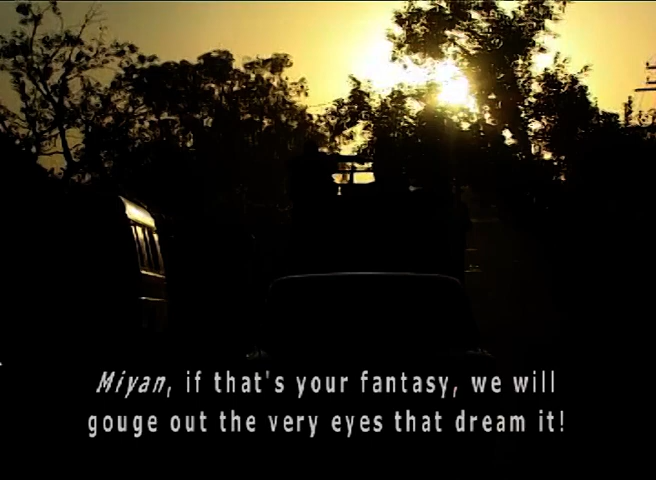 Miyan, if that's your fantasy, we will
gouge out the very eyes that dream it!